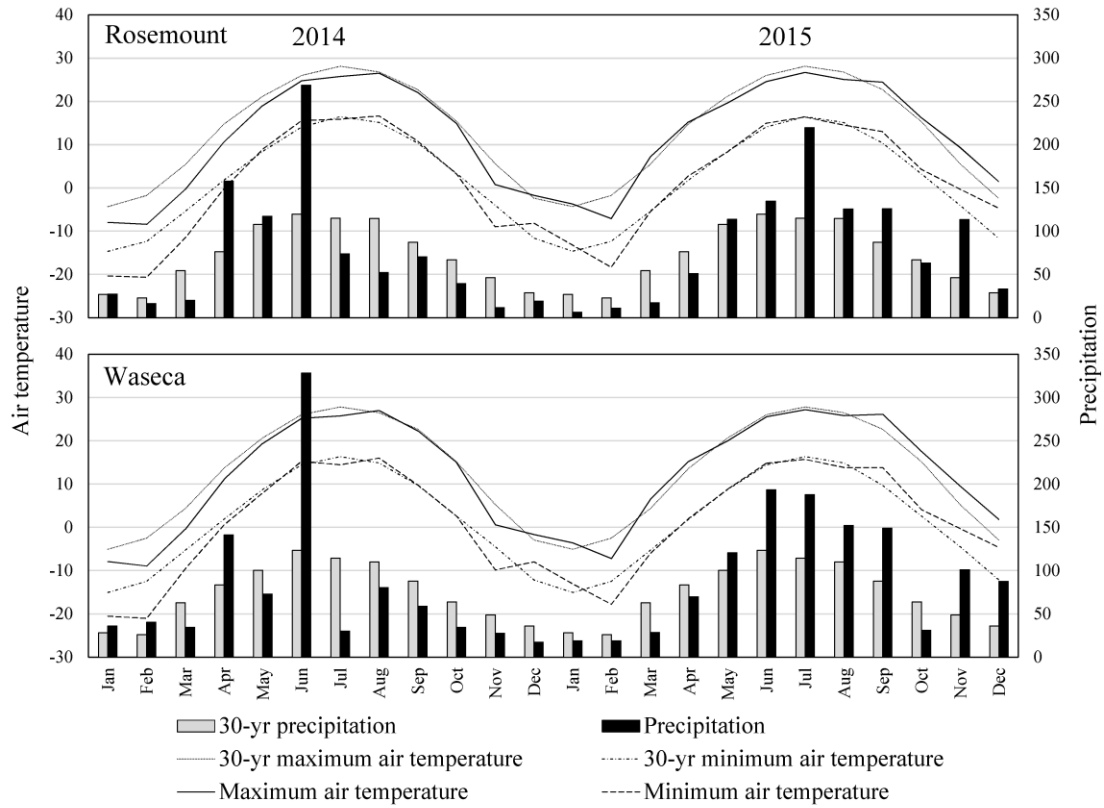 Rosemount 2014 2015
40 350
30 300
20 250
10 200
0 150
-10 100
-20 50
-30 0
Air temperature
Precipitation
Waseca
40 350
30 300
20 250
10 200
0 150
-10 100
-20 50
-30 0
Jan Feb Mar Apr May Jun Jul Aug Sep Oct Nov Dec Jan Feb Mar Apr May Jun Jul Aug Sep Oct Nov Dec
30-yr precipitation Precipitation
30-yr maximum air temperature 30-yr minimum air temperature
Maximum air temperature Minimum air temperature